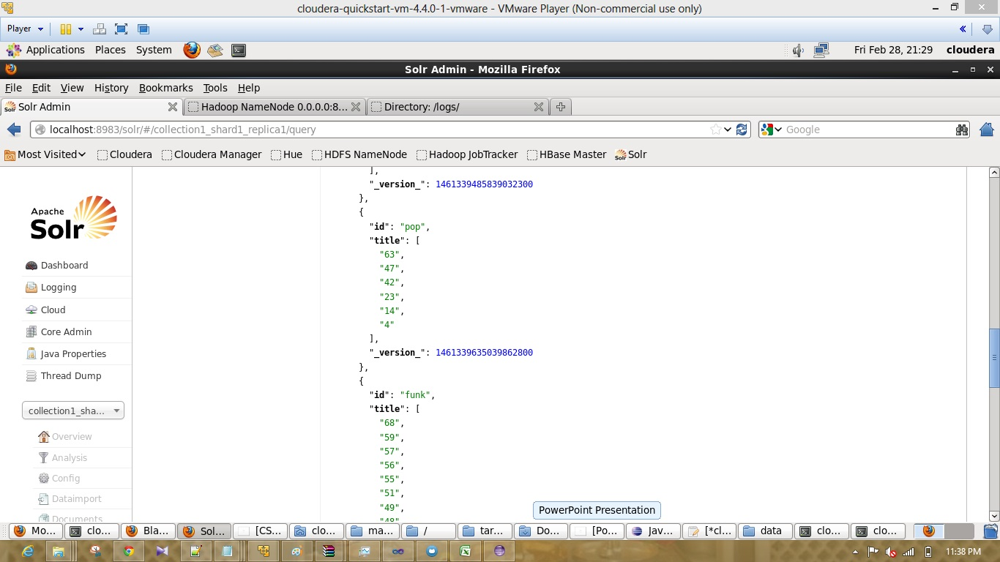 cloudera-quickstart-vm-4.4.0-1-vmware - VMware Player (Non-commercial use only)
Player
Applications Places System Fri Feb 28, 21:29 cloudera
Solr Admin - Mozilla Firefox
File Edit View History Bookmarks Tools Help
Solr Admin Hadoop NameNode 0.0.0.0:8... Directory: /logs/
localhost:8983/solr/#/collection1_shard1_replica1/query Google
Most Visited Cloudera Cloudera Manager Hue HDFS NameNode Hadoop JobTracker HBase Master Solr Solr
Apache
Solr
Dashboard
Logging
Cloud
Core Admin
Java Properties
Thread Dump
collection1_sha...
Overview
Analysis
Config
Dataimport
Documents
],
"_version_": 1461339485839032300
},
{
"id": "pop",
"title": [
"63",
"47",
"42",
"23",
"14",
"4"
],
"_version_": 1461339635039862800
},
{
"id": "funk",
"title": [
"68",
"59",
"57",
"56",
"55",
"51",
"49",
"48",
PowerPoint Presentation
Mo... clo... Bla... Sol... [CS... clo... ma... / tar... Do... [Po... Jav... [*cl... data clo... clo...
11:38 PM